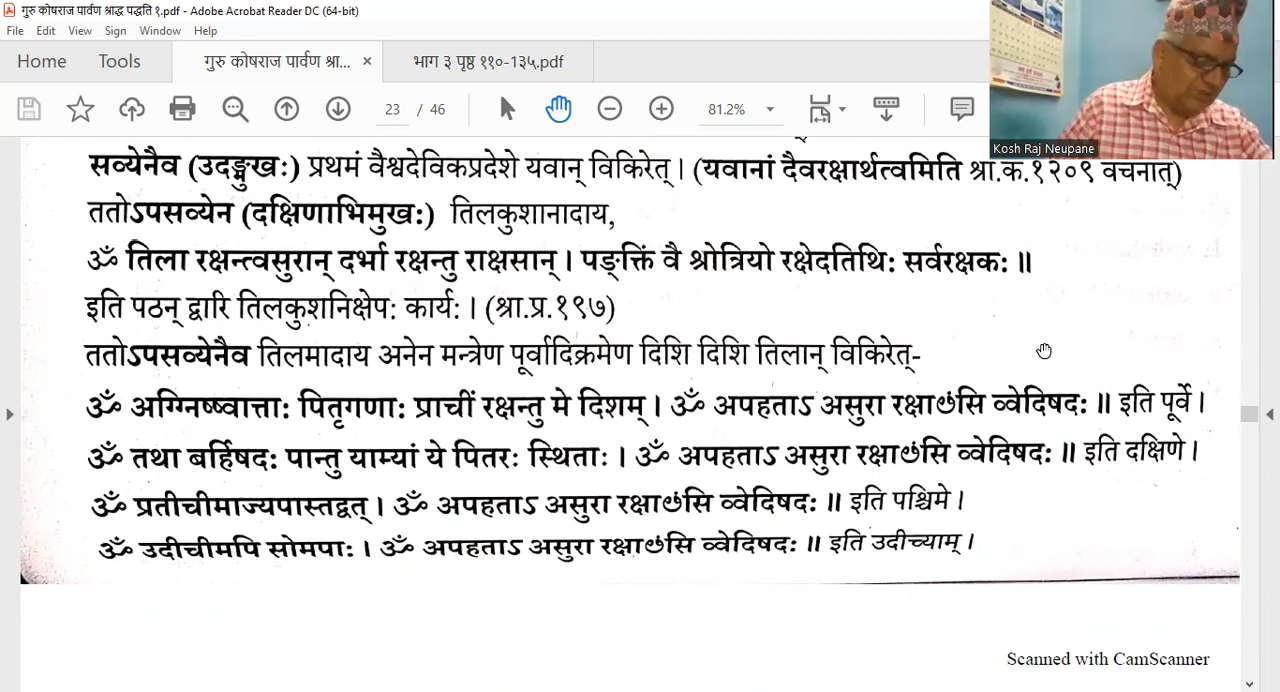 गुरु कोषराज पार्वण श्राद्ध पद्धति १.pdf - Adobe Acrobat Reader DC (64-bit)
File Edit View Sign Window Help
Home Tools गुरु कोषराज पार्वण श्रा... × भाग ३ पृष्ठ ११०-१३५.pdf
23 / 46 81.2%
Kosh Raj Neupane
सव्येनैव (उदङ्मुखः) प्रथमं वैश्वदेविकप्रदेशे यवान् विकिरेत् । (यवानां दैवरक्षार्थत्वमिति श्रा.क.१२०९ वचनात्)
ततोऽपसव्येन (दक्षिणाभिमुखः) तिलकुशानादाय,
ॐ तिला रक्षन्त्वसुरान् दर्भा रक्षन्तु राक्षसान् । पङ्क्तिं वै श्रोत्रियो रक्षेदतिथिः सर्वरक्षकः ॥
इति पठन् द्वारि तिलकुशनिक्षेपः कार्यः । (श्रा.प्र.१९७)
ततोऽपसव्येनैव तिलमादाय अनेन मन्त्रेण पूर्वादिक्रमेण दिशि दिशि तिलान् विकिरेत्-
ॐ अग्निष्ष्वात्ताः पितृगणाः प्राचीं रक्षन्तु मे दिशम् । ॐ अपहताऽ असुरा रक्षाᳪंसि व्वेदिषदः ॥ इति पूर्वे ।
ॐ तथा बर्हिषदः पान्तु याम्यां ये पितरः स्थिताः । ॐ अपहताऽ असुरा रक्षाᳪंसि व्वेदिषदः ॥ इति दक्षिणे ।
ॐ प्रतीचीमाज्यपास्तद्वत् । ॐ अपहताऽ असुरा रक्षाᳪंसि व्वेदिषदः ॥ इति पश्चिमे ।
ॐ उदीचीमपि सोमपाः । ॐ अपहताऽ असुरा रक्षाᳪंसि व्वेदिषदः ॥ इति उदीच्याम् ।
Scanned with CamScanner